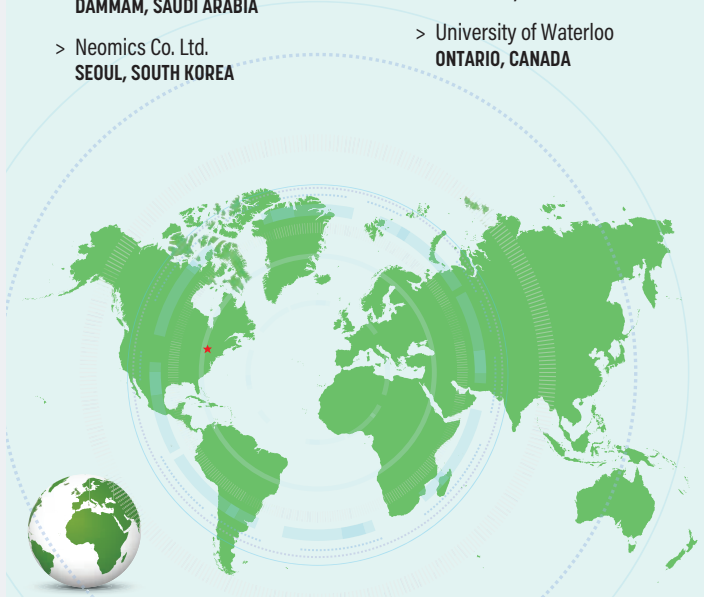 DAMMAM, SAUDI ARABIA
> Neomics Co. Ltd.
SEOUL, SOUTH KOREA
> University of Waterloo
ONTARIO, CANADA